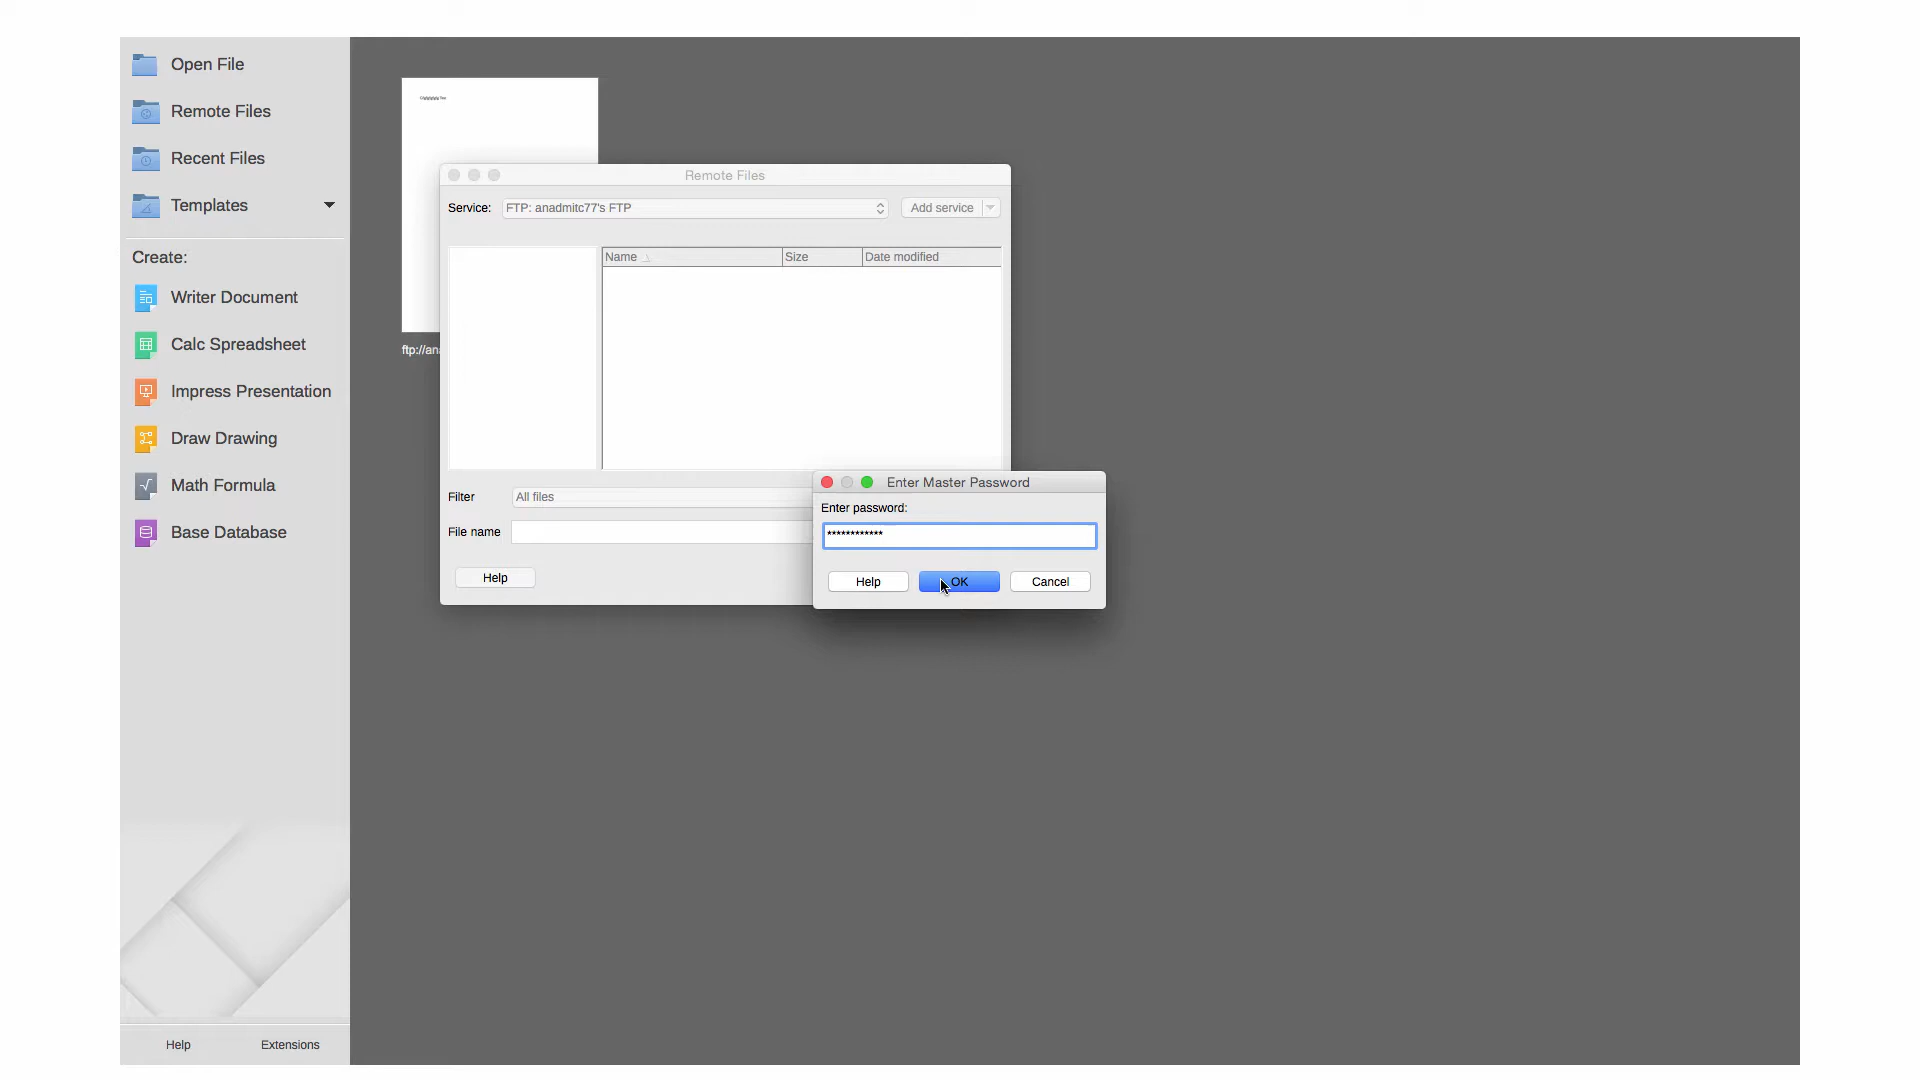 Open File
Remote Files
Recent Files
Templates
Create:
Writer Document
Calc Spreadsheet
Impress Presentation
Draw Drawing
Math Formula
Base Database
Help
Extensions
ftp://an
Remote Files
Service:
FTP: anadmitc77's FTP
Add service
Name
Size
Date modified
Filter
All files
File name
Help
Enter Master Password
Enter password:
************
Help
OK
Cancel